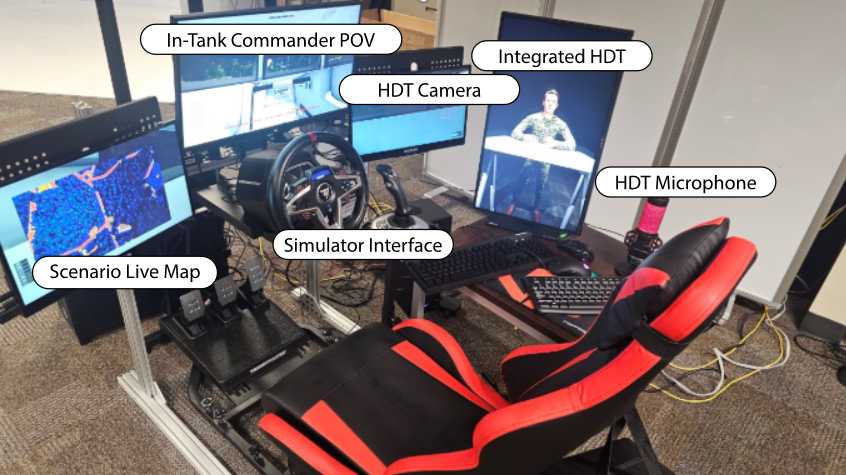 In-Tank Commander POV
Integrated HDT
HDT Camera
HDT Microphone
Simulator Interface
Scenario Live Map